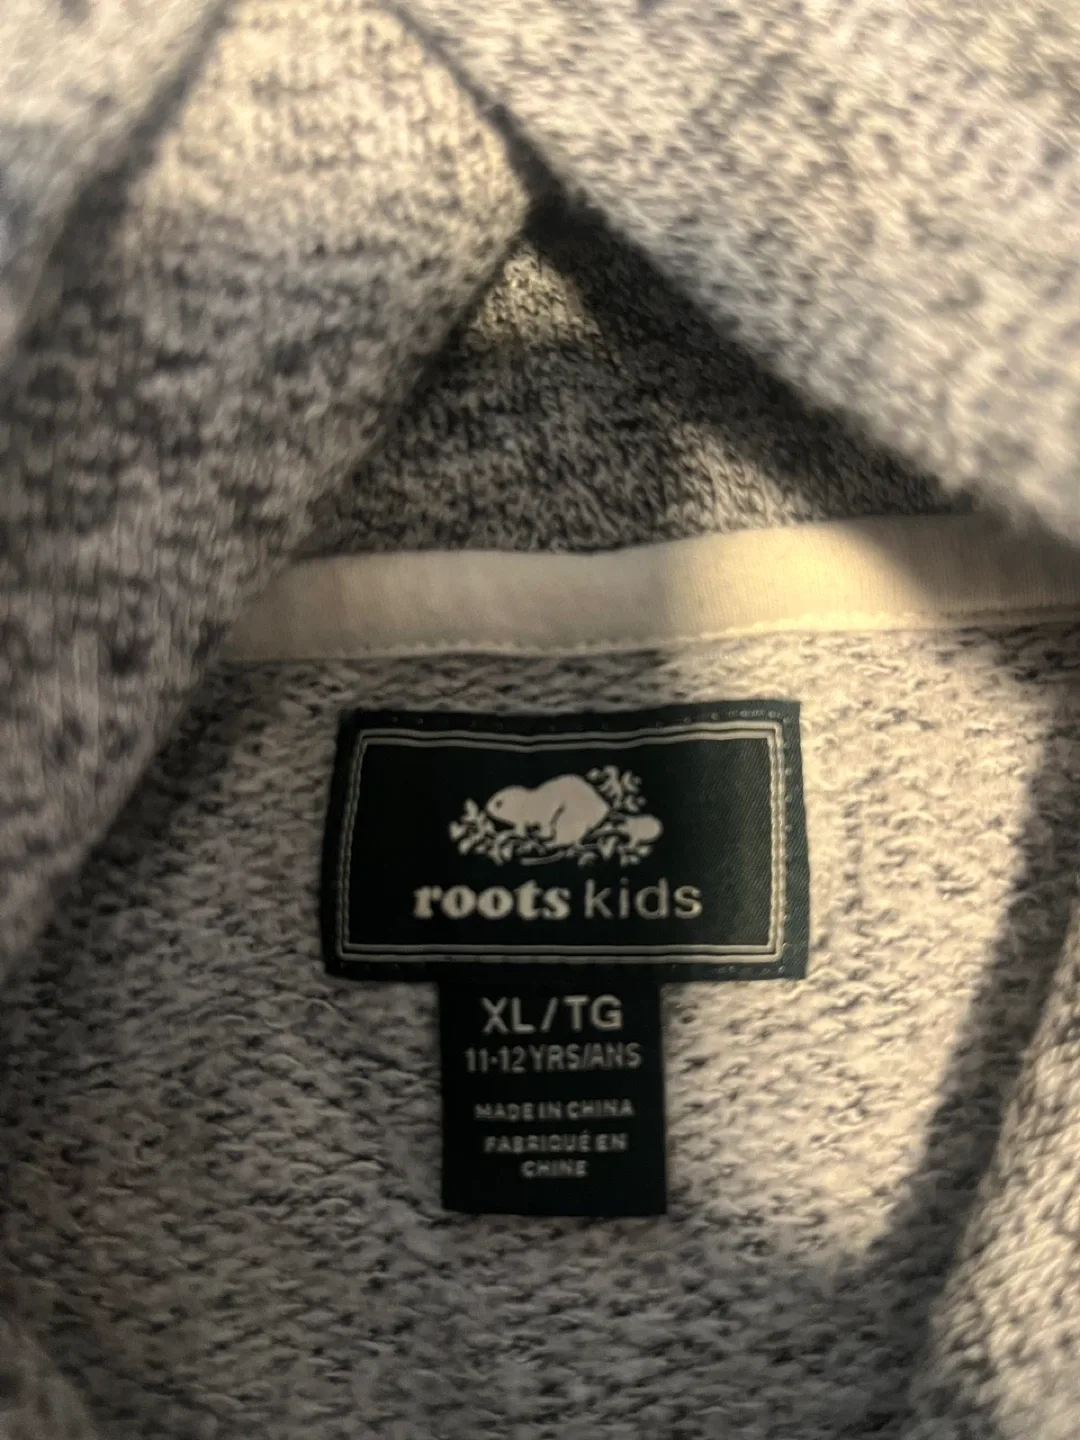 roots kids
XL/TG
11-12 YRS/ANS
MADE IN CHINA
FABRIQUÉ EN
CHINE